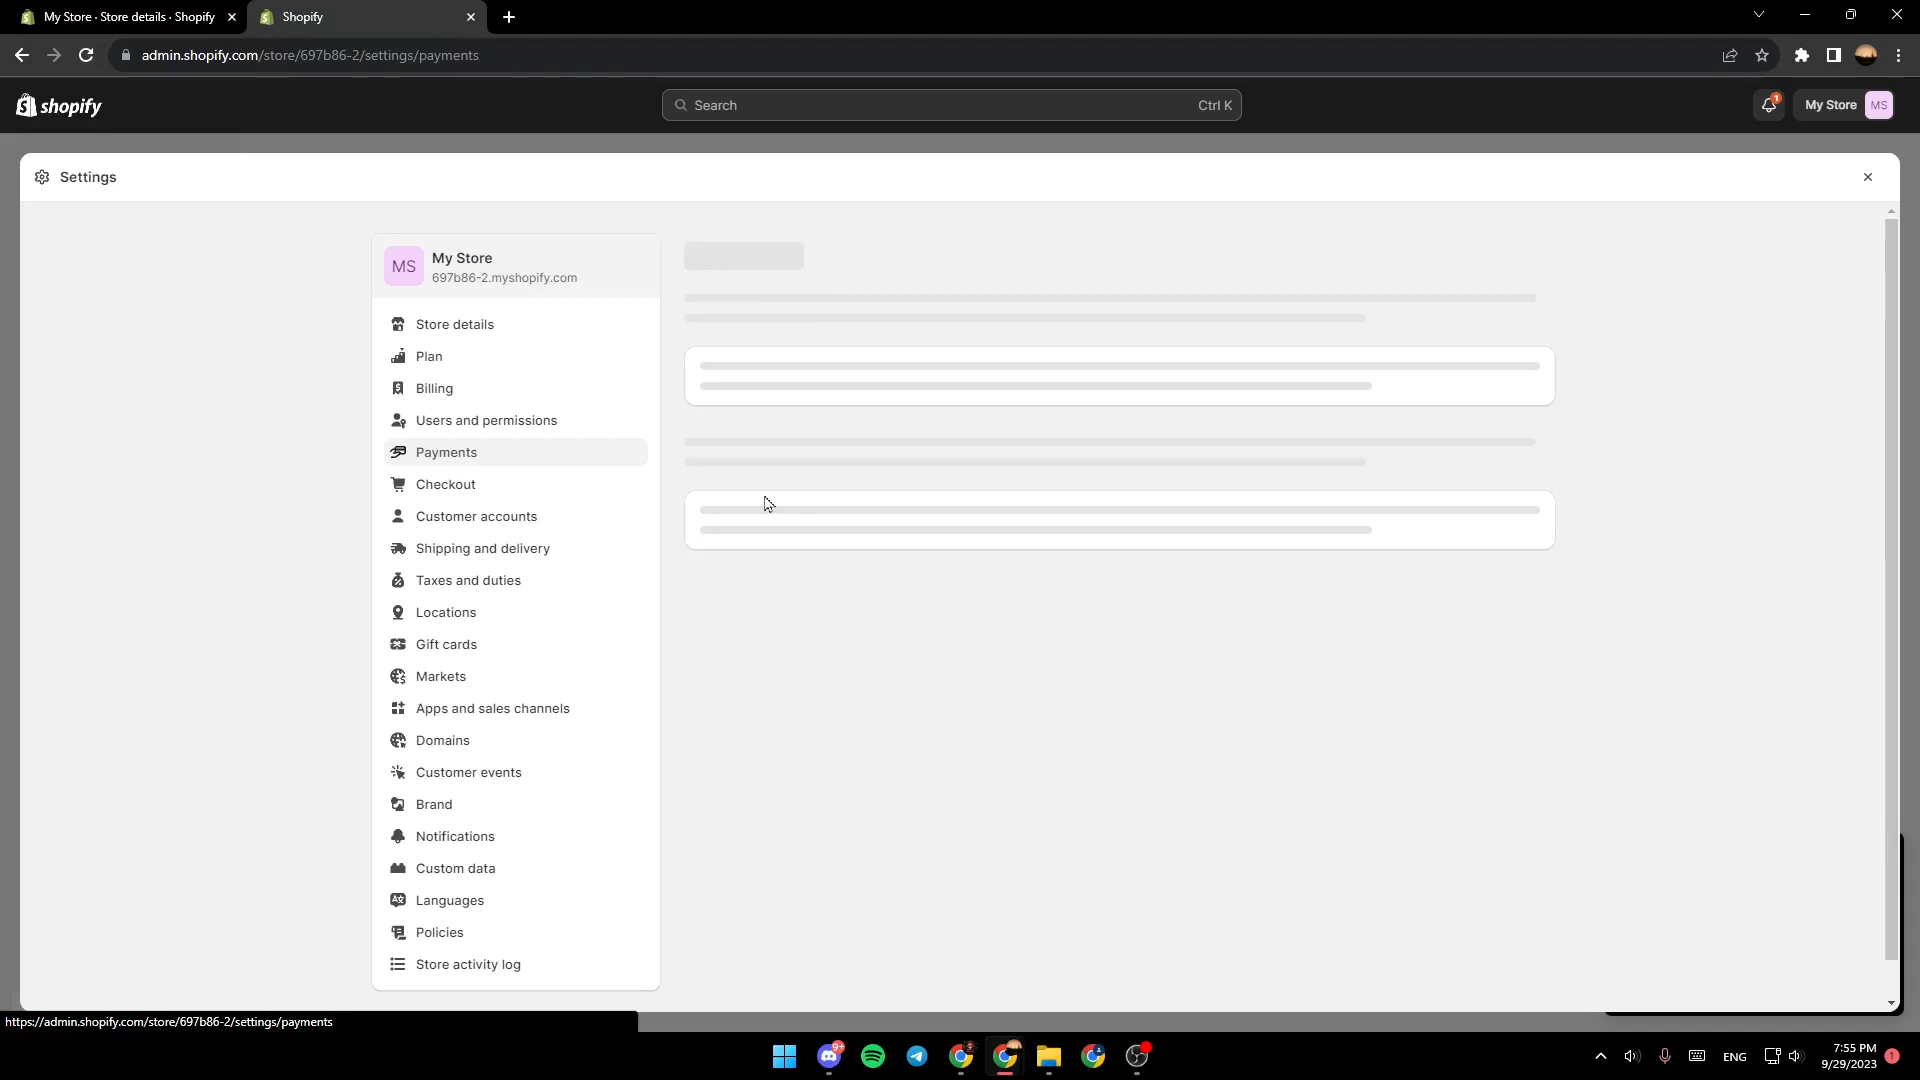 My Store · Store details · Shopify
Shopify
admin.shopify.com/store/697b86-2/settings/payments
shopify
Search
Ctrl K
1
My Store
MS
Settings
MS
My Store
697b86-2.myshopify.com
Store details
Plan
Billing
Users and permissions
Payments
Checkout
Customer accounts
Shipping and delivery
Taxes and duties
Locations
Gift cards
Markets
Apps and sales channels
Domains
Customer events
Brand
Notifications
Custom data
Languages
Policies
Store activity log
https://admin.shopify.com/store/697b86-2/settings/payments
9+
ENG
7:55 PM
9/29/2023
1